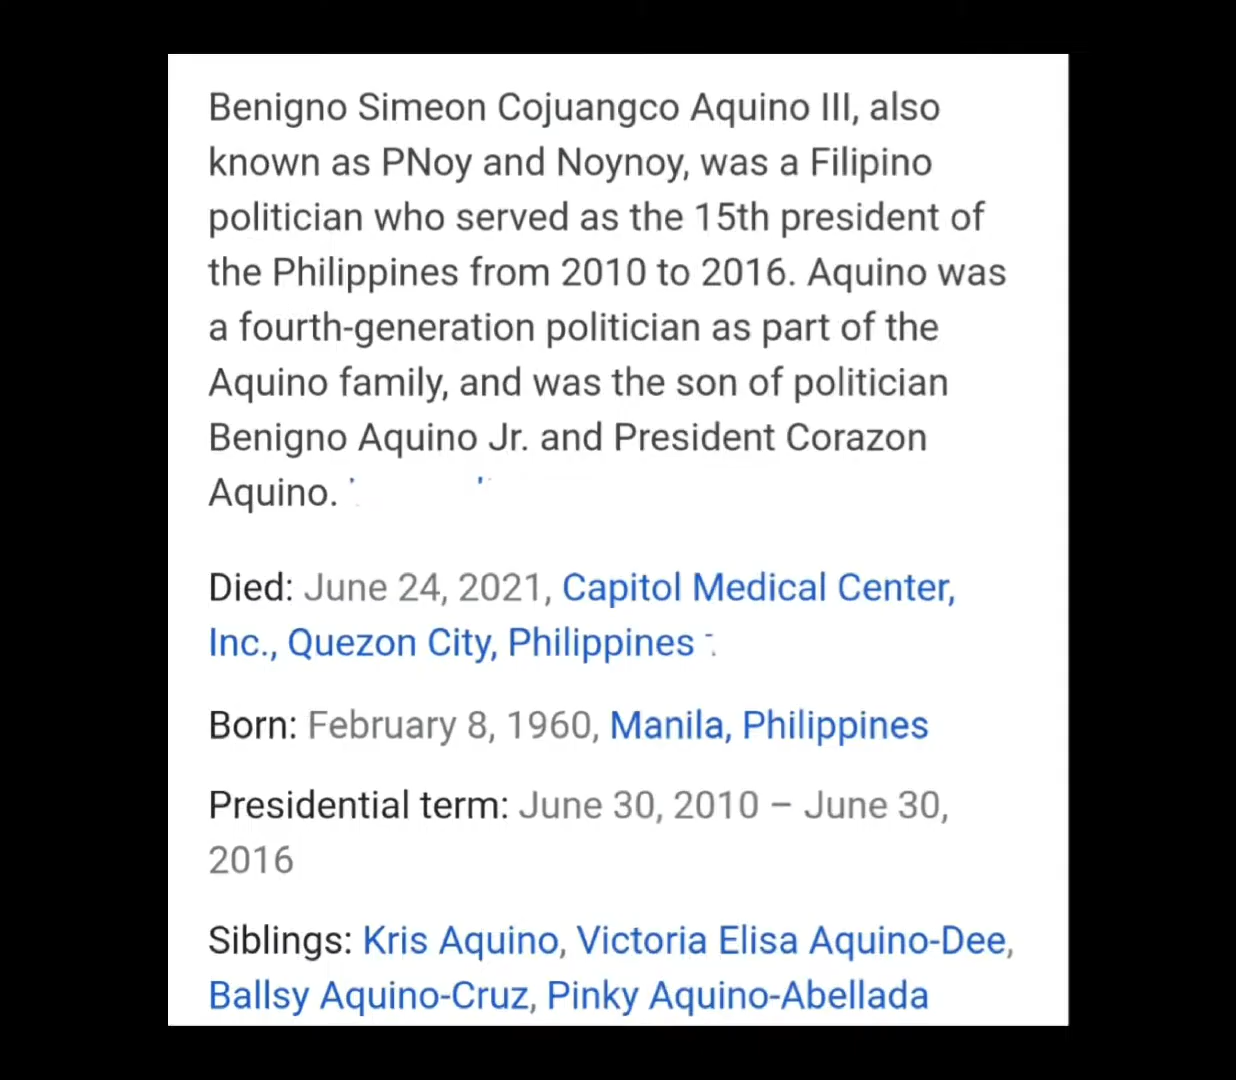 Benigno Simeon Cojuangco Aquino III, also
known as PNoy and Noynoy, was a Filipino
politician who served as the 15th president of
the Philippines from 2010 to 2016. Aquino was
a fourth-generation politician as part of the
Aquino family, and was the son of politician
Benigno Aquino Jr. and President Corazon
Aquino.
Died: June 24, 2021, Capitol Medical Center,
Inc., Quezon City, Philippines
Born: February 8, 1960, Manila, Philippines
Presidential term: June 30, 2010 – June 30,
2016
Siblings: Kris Aquino, Victoria Elisa Aquino-Dee,
Ballsy Aquino-Cruz, Pinky Aquino-Abellada